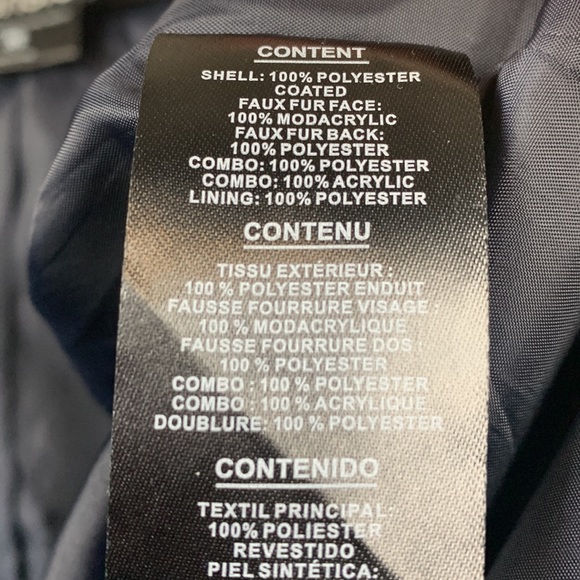 CONTENT
SHELL: 100% POLYESTER
COATED
FAUX FUR FACE:
100% MODACRYLIC
FAUX FUR BACK:
100% POLYESTER
COMBO: 100% POLYESTER
COMBO: 100% ACRYLIC
LINING: 100% POLYESTER
CONTENU
TISSU EXTÉRIEUR :
100 % POLYESTER ENDUIT
FAUSSE FOURRURE VISAGE :
100 % MODACRYLIQUE
FAUSSE FOURRURE DOS :
100 % POLYESTER
COMBO : 100 % POLYESTER
COMBO : 100 % ACRYLIQUE
DOUBLURE: 100 % POLYESTER
CONTENIDO
TEXTIL PRINCIPAL:
100% POLIESTER
REVESTIDO
PIEL SINTÉTICA: